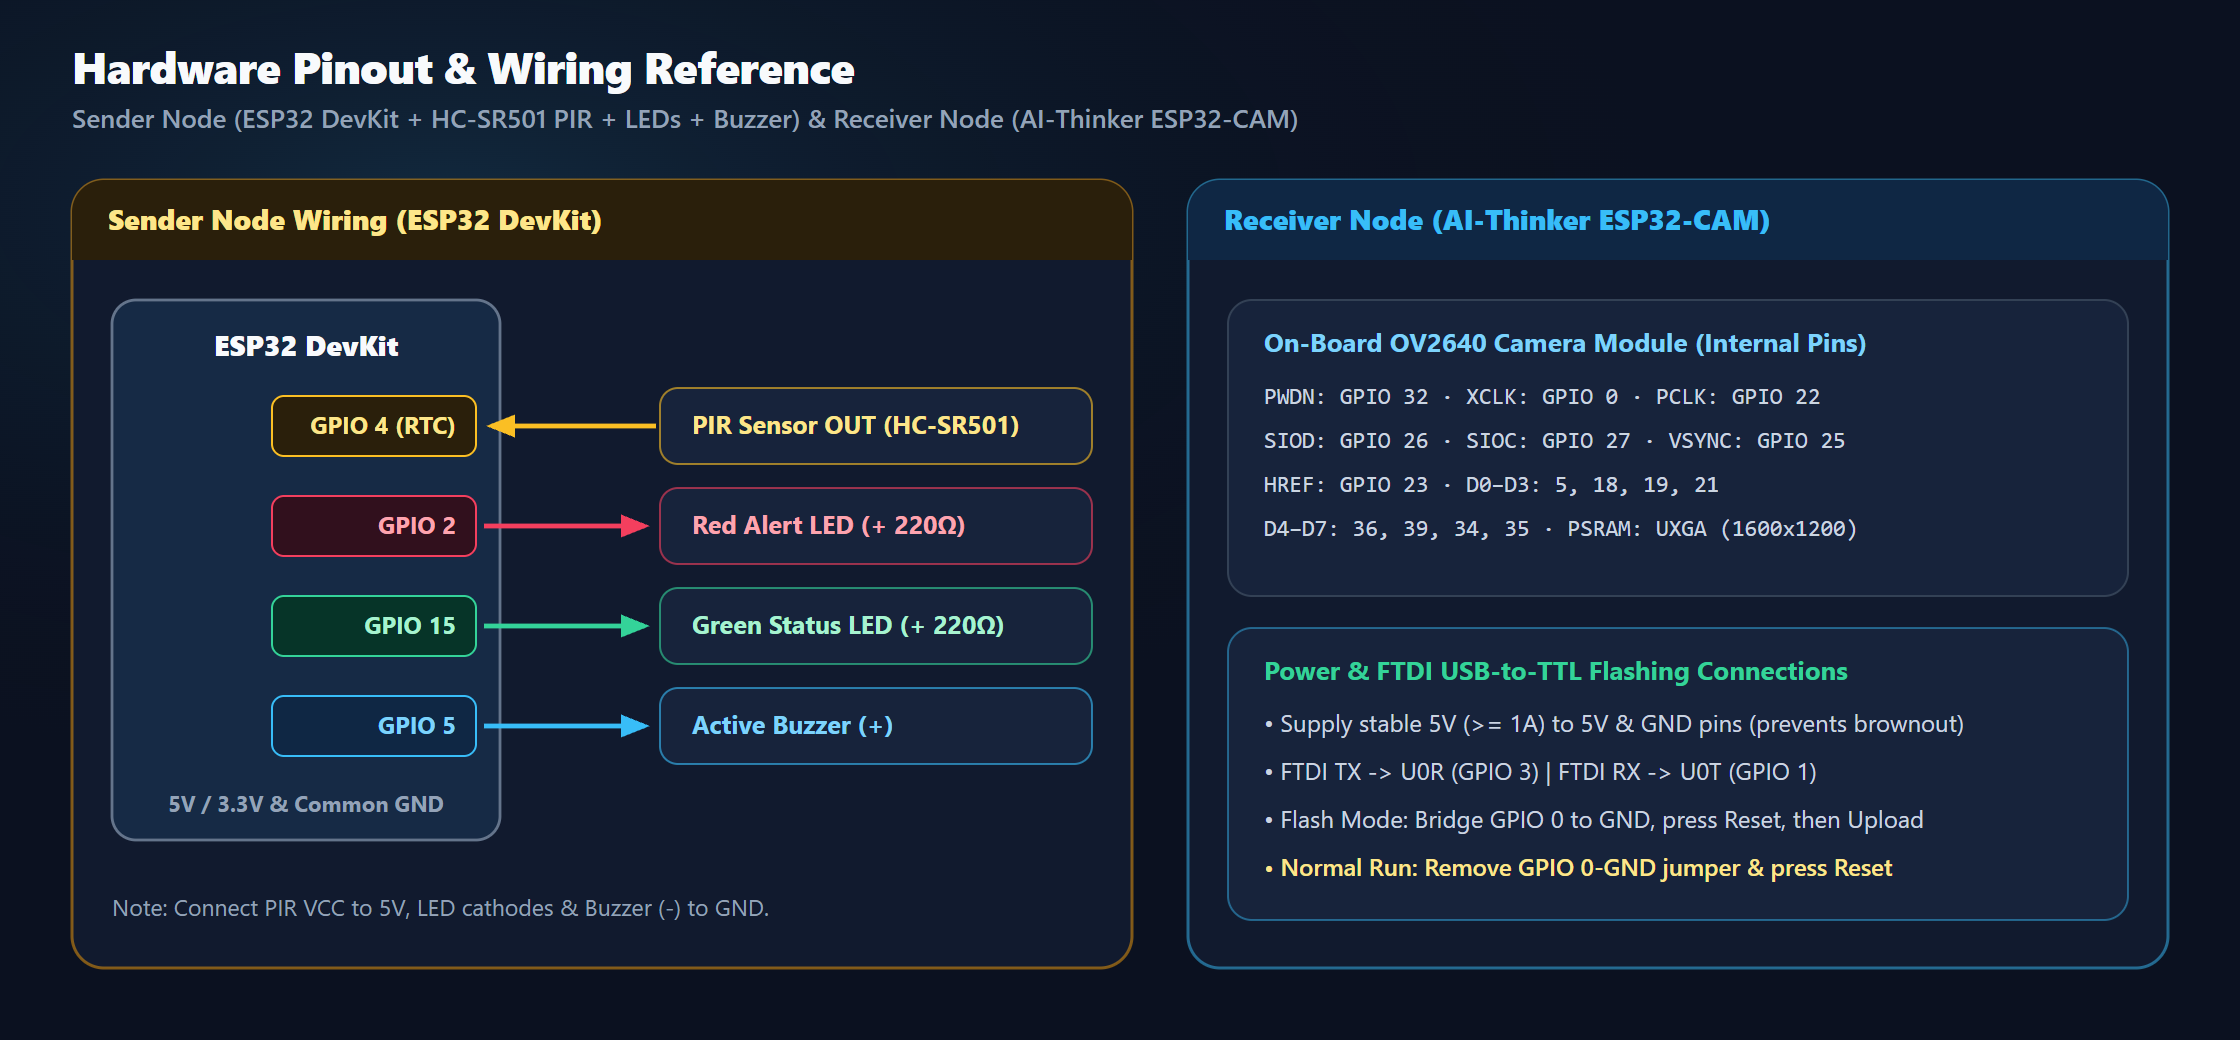 Hardware Pinout & Wiring Reference
Sender Node (ESP32 DevKit + HC-SR501 PIR + LEDs + Buzzer) & Receiver Node (AI-Thinker ESP32-CAM)
Sender Node Wiring (ESP32 DevKit)
ESP32 DevKit
GPIO 4 (RTC)
PIR Sensor OUT (HC-SR501)
GPIO 2
Red Alert LED (+ 220Ω)
GPIO 15
Green Status LED (+ 220Ω)
GPIO 5
Active Buzzer (+)
5V / 3.3V & Common GND
Note: Connect PIR VCC to 5V, LED cathodes & Buzzer (-) to GND.
Receiver Node (AI-Thinker ESP32-CAM)
On-Board OV2640 Camera Module (Internal Pins)
PWDN: GPIO 32 · XCLK: GPIO 0 · PCLK: GPIO 22
SIOD: GPIO 26 · SIOC: GPIO 27 · VSYNC: GPIO 25
HREF: GPIO 23 · D0–D3: 5, 18, 19, 21
D4–D7: 36, 39, 34, 35 · PSRAM: UXGA (1600x1200)
Power & FTDI USB-to-TTL Flashing Connections
• Supply stable 5V (>= 1A) to 5V & GND pins (prevents brownout)
• FTDI TX -> U0R (GPIO 3) | FTDI RX -> U0T (GPIO 1)
• Flash Mode: Bridge GPIO 0 to GND, press Reset, then Upload
• Normal Run: Remove GPIO 0-GND jumper & press Reset